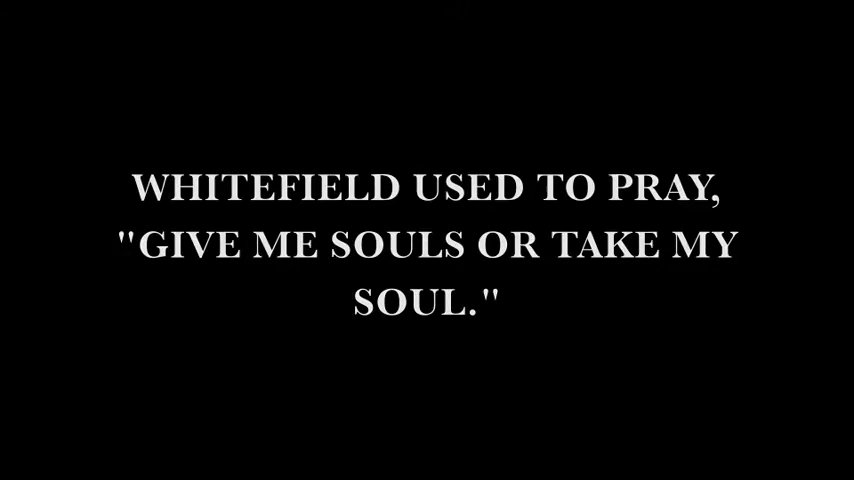 WHITEFIELD USED TO PRAY,
"GIVE ME SOULS OR TAKE MY
SOUL."